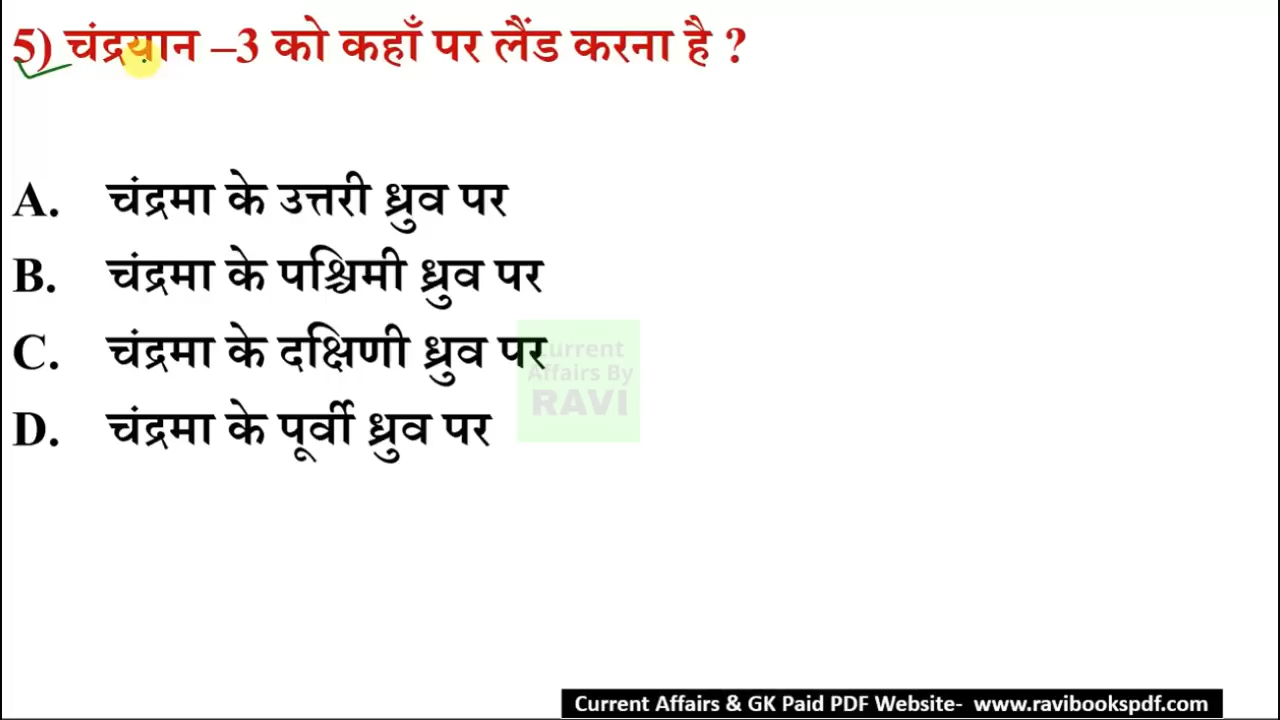 5) चंद्रयान –3 को कहाँ पर लैंड करना है ?
A. चंद्रमा के उत्तरी ध्रुव पर
B. चंद्रमा के पश्चिमी ध्रुव पर
C. चंद्रमा के दक्षिणी ध्रुव पर
D. चंद्रमा के पूर्वी ध्रुव पर
Current
Affairs By
RAVI
Current Affairs & GK Paid PDF Website- www.ravibookspdf.com